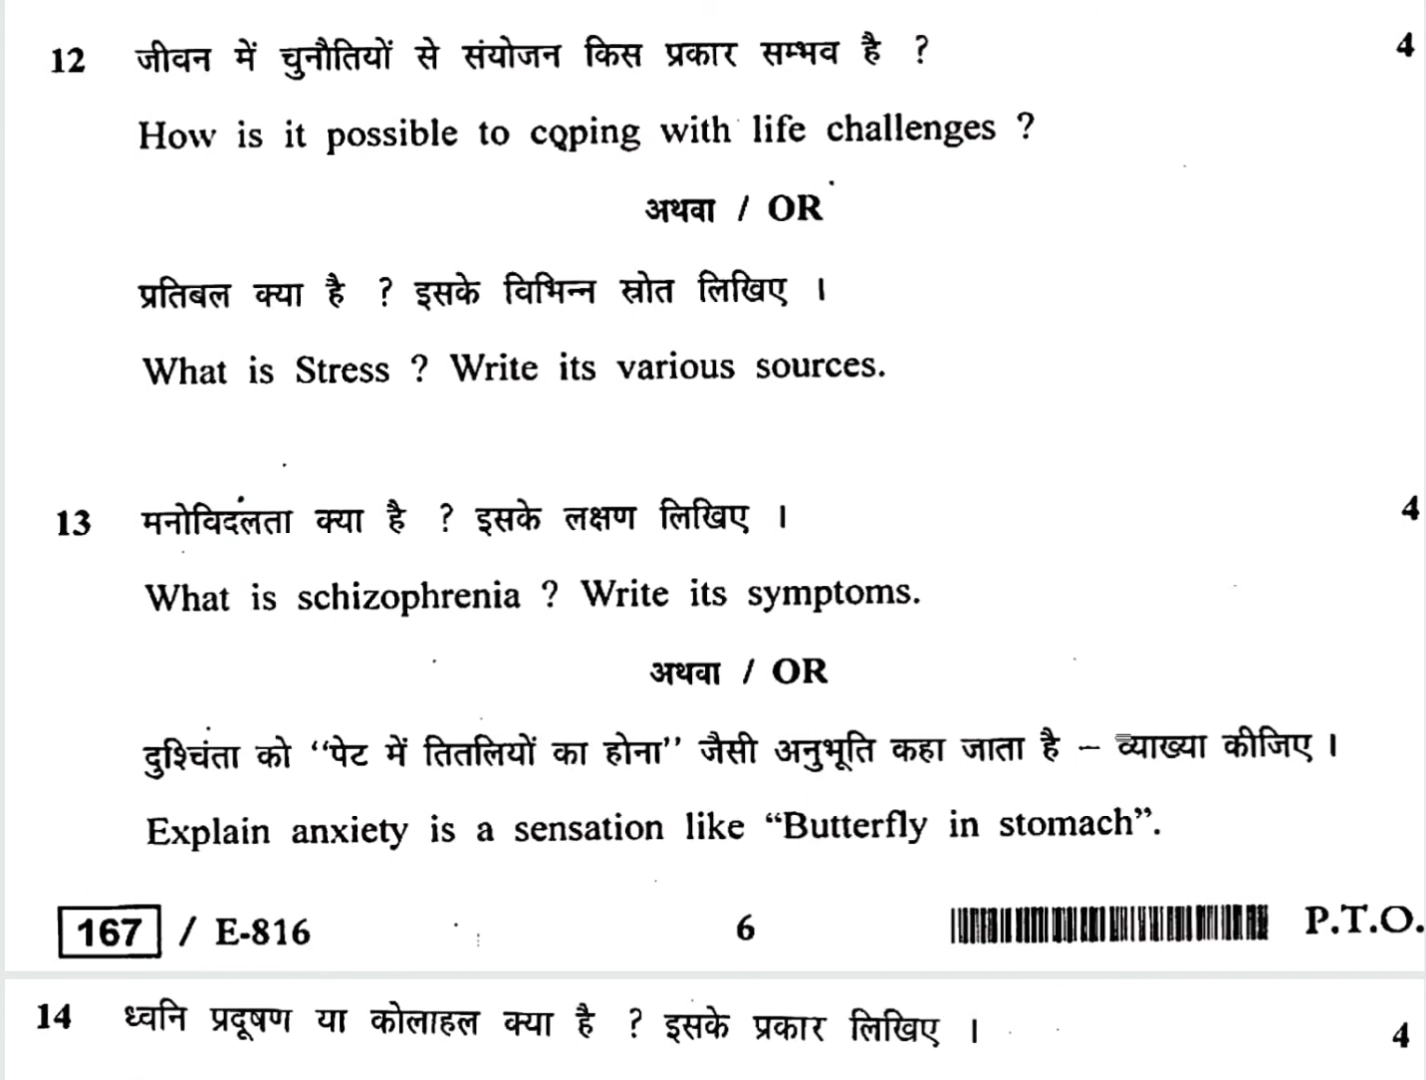 12 जीवन में चुनौतियों से संयोजन किस प्रकार सम्भव है ? 4
How is it possible to coping with life challenges ?
अथवा / OR
प्रतिबल क्या है ? इसके विभिन्न स्रोत लिखिए ।
What is Stress ? Write its various sources.
13 मनोविदलता क्या है ? इसके लक्षण लिखिए । 4
What is schizophrenia ? Write its symptoms.
अथवा / OR
दुश्चिंता को “पेट में तितलियों का होना” जैसी अनुभूति कहा जाता है – व्याख्या कीजिए ।
Explain anxiety is a sensation like “Butterfly in stomach”.
167 / E-816 6 P.T.O.
14 ध्वनि प्रदूषण या कोलाहल क्या है ? इसके प्रकार लिखिए । 4